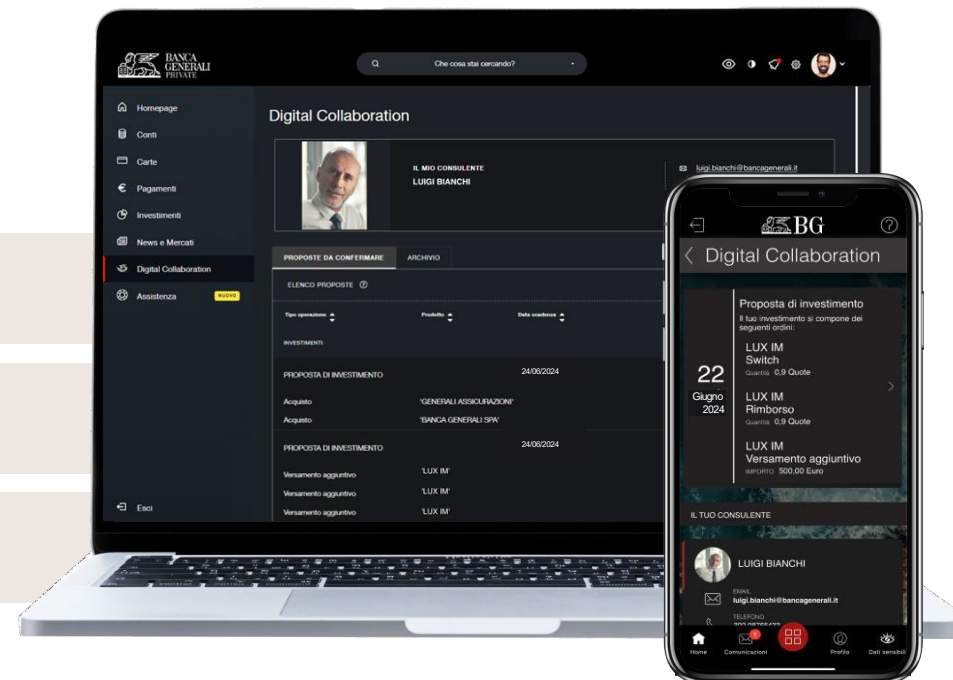 BANCA
GENERALI
PRIVATE
Che cosa stai cercando?
Homepage
Conti
Carte
Pagamenti
Investimenti
News e Mercati
Digital Collaboration
Assistenza NUOVO
Esci
Digital Collaboration
IL MIO CONSULENTE
LUIGI BIANCHI
luigi.bianchi@bancagenerali.it
PROPOSTE DA CONFERMARE ARCHIVIO
ELENCO PROPOSTE
Tipo operazione Prodotto Data scadenza
INVESTIMENTI
PROPOSTA DI INVESTIMENTO 24/06/2024
Acquisto 'GENERALI ASSICURAZIONI'
Acquisto 'BANCA GENERALI SPA'
PROPOSTA DI INVESTIMENTO 24/06/2024
Versamento aggiuntivo 'LUX IM'
Versamento aggiuntivo 'LUX IM'
Versamento aggiuntivo 'LUX IM'
BG
Digital Collaboration
22
Giugno
2024
Proposta di investimento
Il tuo investimento si compone dei
seguenti ordini:
LUX IM
Switch
Quantità 0,9 Quote
LUX IM
Rimborso
Quantità 0,9 Quote
LUX IM
Versamento aggiuntivo
IMPORTO 500,00 Euro
IL TUO CONSULENTE
LUIGI BIANCHI
EMAIL
luigi.bianchi@bancagenerali.it
TELEFONO
1
Home Comunicazioni Profilo Dati sensibili